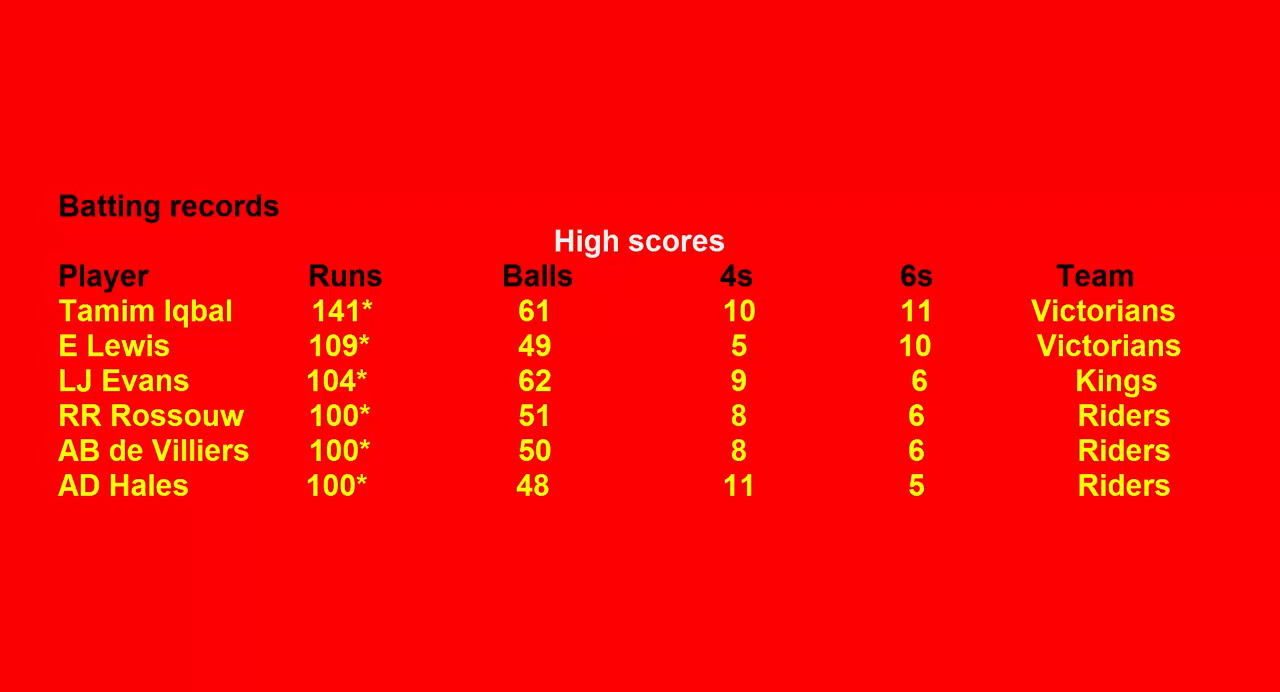 Batting records
High scores
Player Runs Balls 4s 6s Team
Tamim Iqbal 141* 61 10 11 Victorians
E Lewis 109* 49 5 10 Victorians
LJ Evans 104* 62 9 6 Kings
RR Rossouw 100* 51 8 6 Riders
AB de Villiers 100* 50 8 6 Riders
AD Hales 100* 48 11 5 Riders